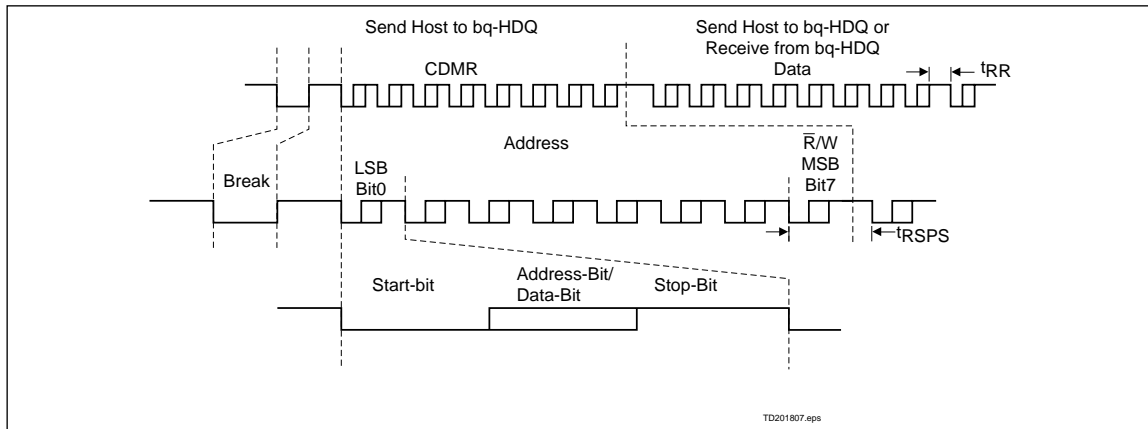 Send Host to bq-HDQ
Send Host to bq-HDQ or
Receive from bq-HDQ
CDMR
Data
tRR
Address
R̅/W
MSB
Bit7
Break
LSB
Bit0
tRSPS
Start-bit
Address-Bit/
Data-Bit
Stop-Bit
TD201807.eps